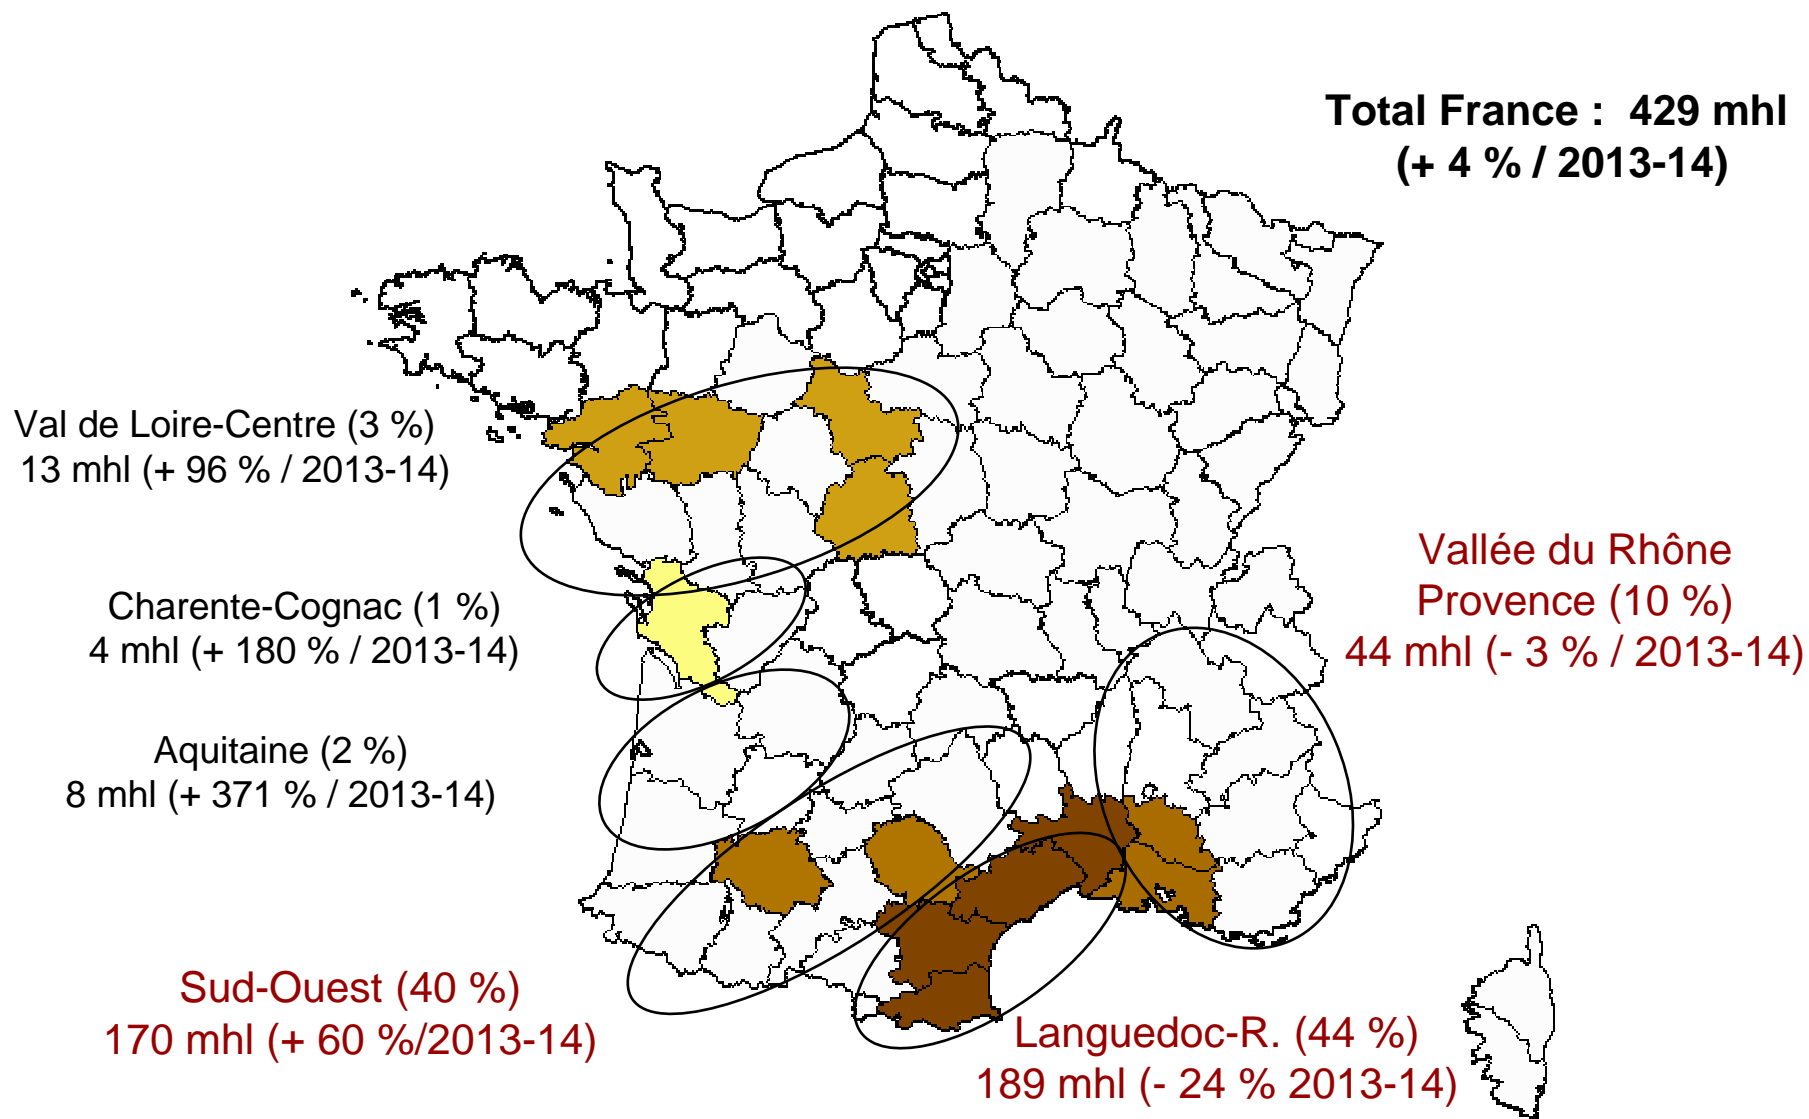 Total France : 429 mhl
(+ 4 % / 2013-14)
Val de Loire-Centre (3 %)
13 mhl (+ 96 % / 2013-14)
Vallée du Rhône
Provence (10 %)
44 mhl (- 3 % / 2013-14)
Charente-Cognac (1 %)
4 mhl (+ 180 % / 2013-14)
Aquitaine (2 %)
8 mhl (+ 371 % / 2013-14)
Sud-Ouest (40 %)
170 mhl (+ 60 %/2013-14)
Languedoc-R. (44 %)
189 mhl (- 24 % 2013-14)